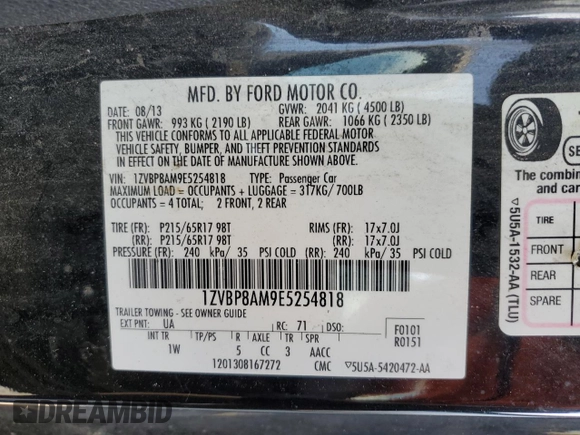 MFD. BY FORD MOTOR CO.
DATE: 08/13 GVWR: 2041 KG (4500 LB)
FRONT GAWR: 993 KG (2190 LB) REAR GAWR: 1066 KG (2350 LB)
THIS VEHICLE CONFORMS TO ALL APPLICABLE FEDERAL MOTOR
VEHICLE SAFETY, BUMPER, AND THEFT PREVENTION STANDARDS
IN EFFECT ON THE DATE OF MANUFACTURE SHOWN ABOVE.
VIN: 1ZVBP8AM9E5254818 TYPE: Passenger Car
MAXIMUM LOAD = OCCUPANTS + LUGGAGE = 317KG/700LB
OCCUPANTS = 4 TOTAL; 2 FRONT, 2 REAR
TIRE (FR): P215/65R17 98T RIMS (FR): 17x7.0J
(RR): P215/65R17 98T (RR): 17x7.0J
PRESSURE (FR): 240 kPa/ 35 PSI COLD (RR): 240 kPa/ 35 PSI COLD
1ZVBP8AM9E5254818
TRAILER TOWING - SEE OWNER GUIDE
EXT PNT: UA RC: 71 DSO: F0101
INT TR TP/PS R AXLE TR SPR R0151
1W 5 CC 3 AACC
1201308167272 CMC ▽5U5A-5420472-AA
SE
The combin
and car
TIRE
FRONT
REAR
SPARE
▽5U5A-1532-AA (TLU)
DREAMBID